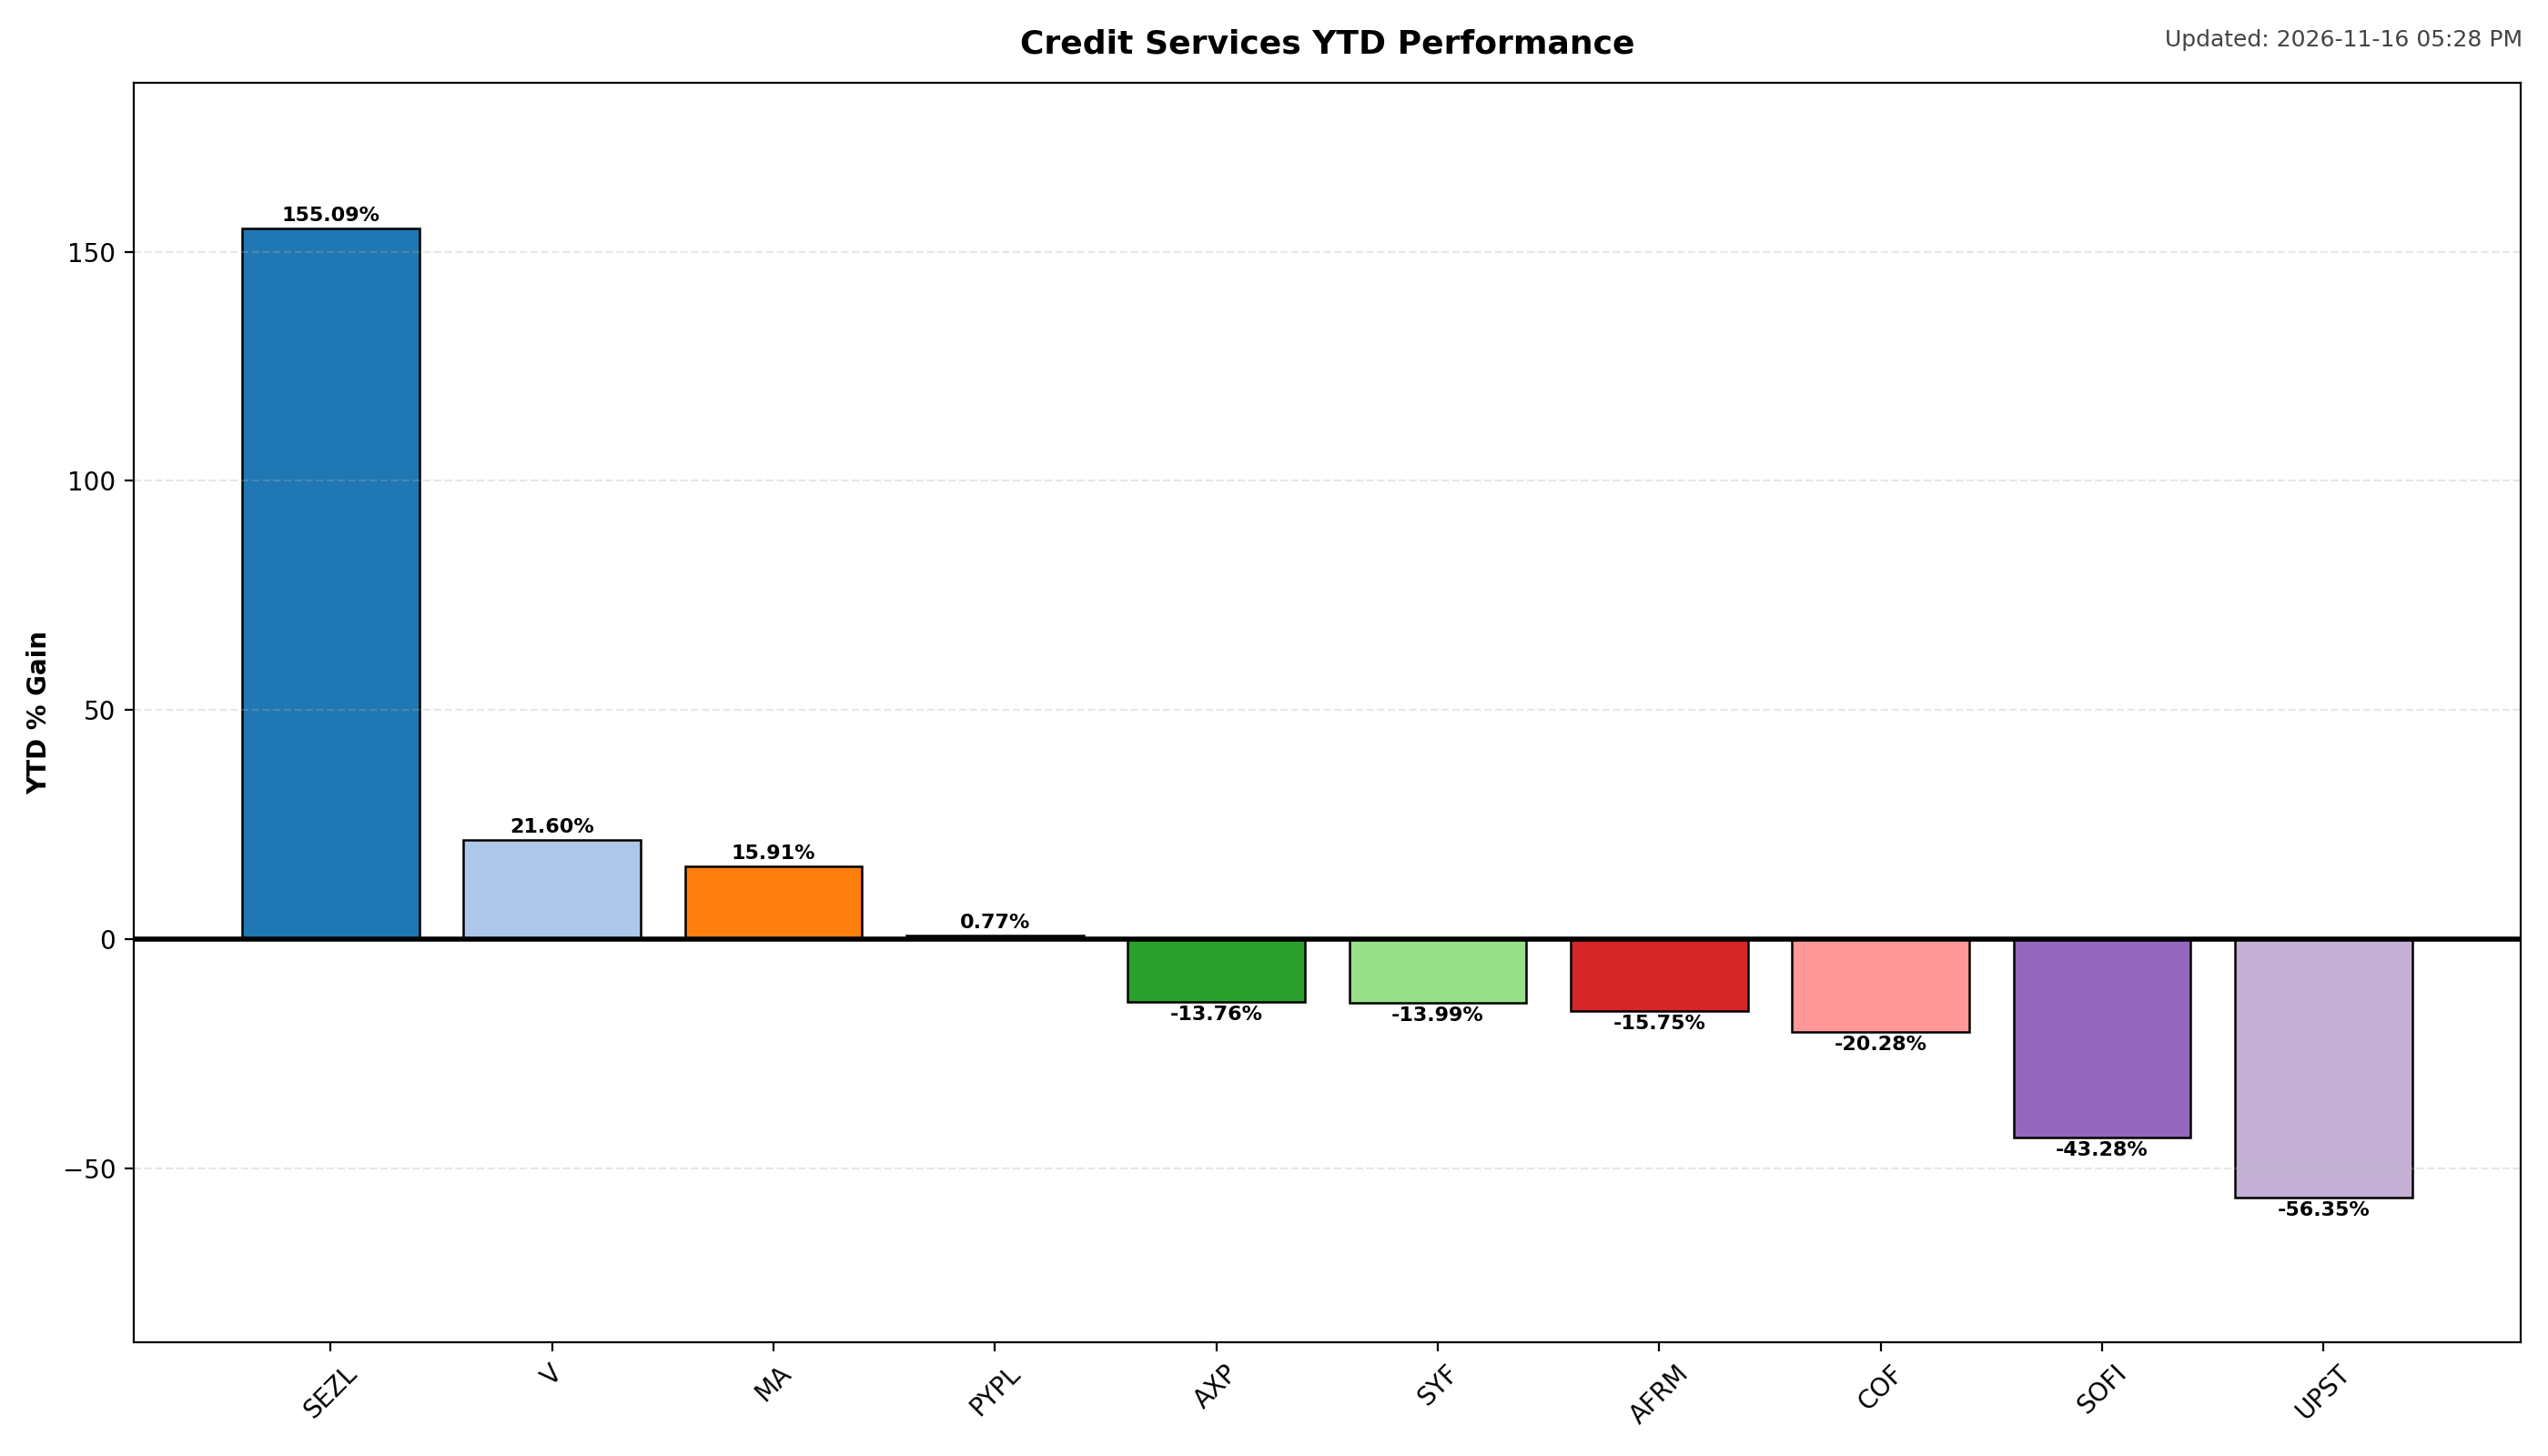 Credit Services YTD Performance
Updated: 2026-11-16 05:28 PM
YTD % Gain
150
100
50
0
−50
155.09%
21.60%
15.91%
0.77%
-13.76%
-13.99%
-15.75%
-20.28%
-43.28%
-56.35%
SEZL
V
MA
PYPL
AXP
SYF
AFRM
COF
SOFI
UPST